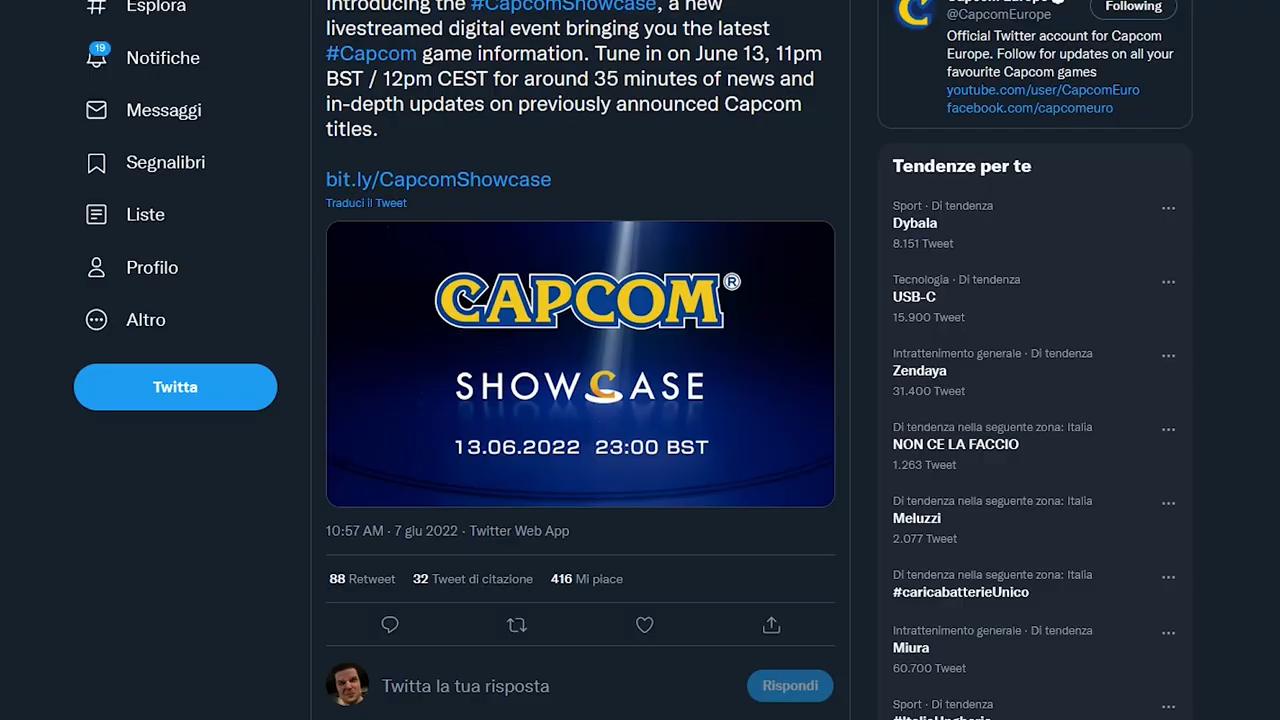 Esplora
19
Notifiche
Messaggi
Segnalibri
Liste
Profilo
Altro
Twitta
introducing the #CapcomShowcase, a new
livestreamed digital event bringing you the latest
#Capcom game information. Tune in on June 13, 11pm
BST / 12pm CEST for around 35 minutes of news and
in-depth updates on previously announced Capcom
titles.
bit.ly/CapcomShowcase
Traduci il Tweet
CAPCOM®
SHOWCASE
13.06.2022 23:00 BST
10:57 AM · 7 giu 2022 · Twitter Web App
88 Retweet 32 Tweet di citazione 416 Mi piace
Twitta la tua risposta
Rispondi
Capcom Europe
@CapcomEurope
Following
Official Twitter account for Capcom
Europe. Follow for updates on all your
favourite Capcom games
youtube.com/user/CapcomEuro
facebook.com/capcomeuro
Tendenze per te
Sport · Di tendenza
Dybala
8.151 Tweet
Tecnologia · Di tendenza
USB-C
15.900 Tweet
Intrattenimento generale · Di tendenza
Zendaya
31.400 Tweet
Di tendenza nella seguente zona: Italia
NON CE LA FACCIO
1.263 Tweet
Di tendenza nella seguente zona: Italia
Meluzzi
2.077 Tweet
Di tendenza nella seguente zona: Italia
#caricabatterieUnico
Intrattenimento generale · Di tendenza
Miura
60.700 Tweet
Sport · Di tendenza
#ItaliaUngheria